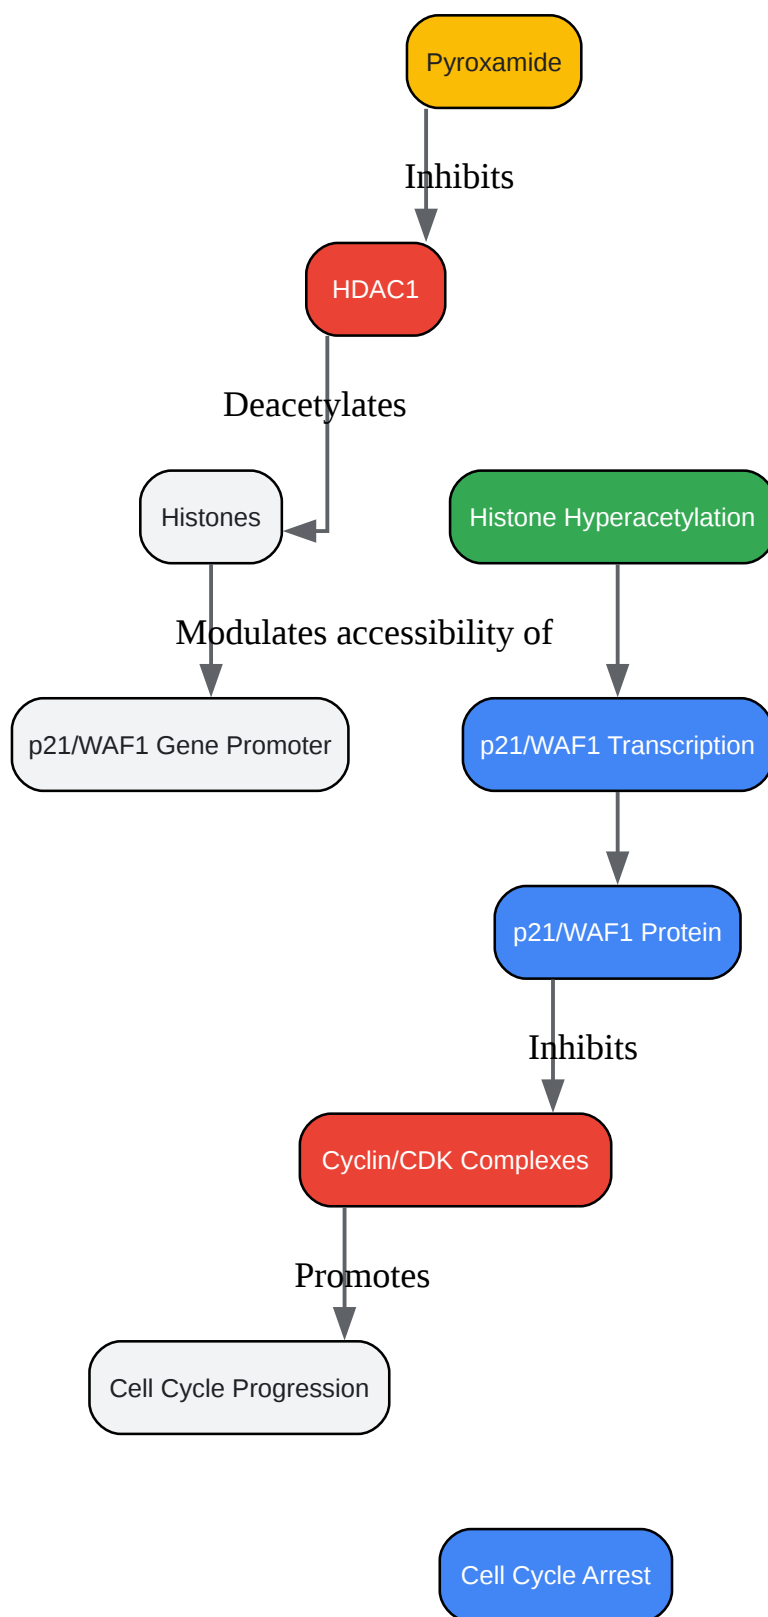 Pyroxamide
Inhibits
HDAC1
Deacetylates
Histones
Histone Hyperacetylation
Modulates accessibility of
p21/WAF1 Gene Promoter
p21/WAF1 Transcription
p21/WAF1 Protein
Inhibits
Cyclin/CDK Complexes
Promotes
Cell Cycle Progression
Cell Cycle Arrest